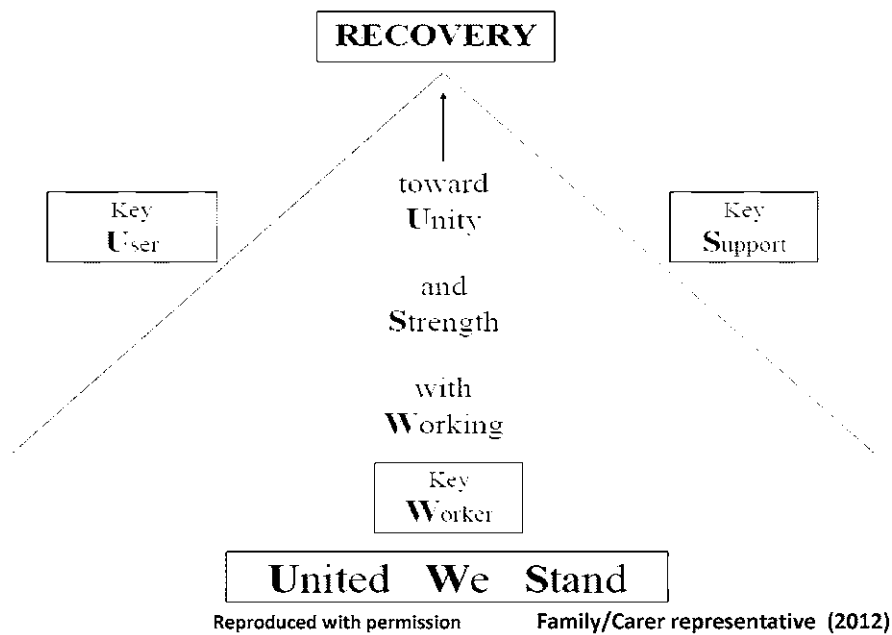 RECOVERY
toward
Unity
Key
User
Key
Support
and
Strength
with
Working
Key
Worker
United We Stand
Reproduced with permission Family/Carer representative (2012)